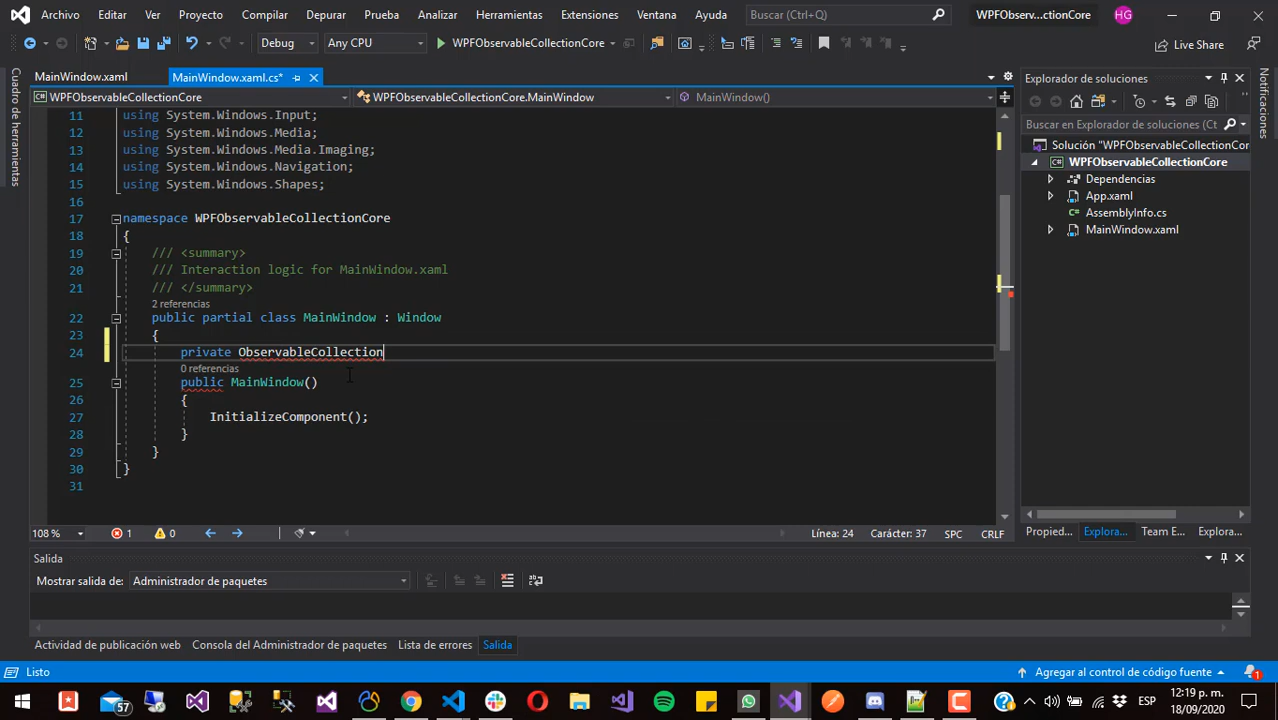 Archivo Editar Ver Proyecto Compilar Depurar Prueba Analizar Herramientas Extensiones Ventana Ayuda Buscar (Ctrl+Q) WPFObserv...ctionCore HG
Debug Any CPU WPFObservableCollectionCore Live Share
Cuadro de herramientas
MainWindow.xaml MainWindow.xaml.cs*
WPFObservableCollectionCore WPFObservableCollectionCore.MainWindow MainWindow()
11 using System.Windows.Input;
12 using System.Windows.Media;
13 using System.Windows.Media.Imaging;
14 using System.Windows.Navigation;
15 using System.Windows.Shapes;
16
17 namespace WPFObservableCollectionCore
18 {
19 /// <summary>
20 /// Interaction logic for MainWindow.xaml
21 /// </summary>
2 referencias
22 public partial class MainWindow : Window
23 {
24 private ObservableCollection
0 referencias
25 public MainWindow()
26 {
27 InitializeComponent();
28 }
29 }
30 }
31
108 % 1 0 Línea: 24 Carácter: 37 SPC CRLF
Explorador de soluciones
Buscar en Explorador de soluciones (Ct
Solución "WPFObservableCollectionCor
WPFObservableCollectionCore
Dependencias
App.xaml
AssemblyInfo.cs
MainWindow.xaml
Propied... Explora... Team E... Explora...
Notificaciones
Salida
Mostrar salida de: Administrador de paquetes
Actividad de publicación web Consola del Administrador de paquetes Lista de errores Salida
Listo Agregar al control de código fuente 1
57 ESP 12:19 p. m.
18/09/2020